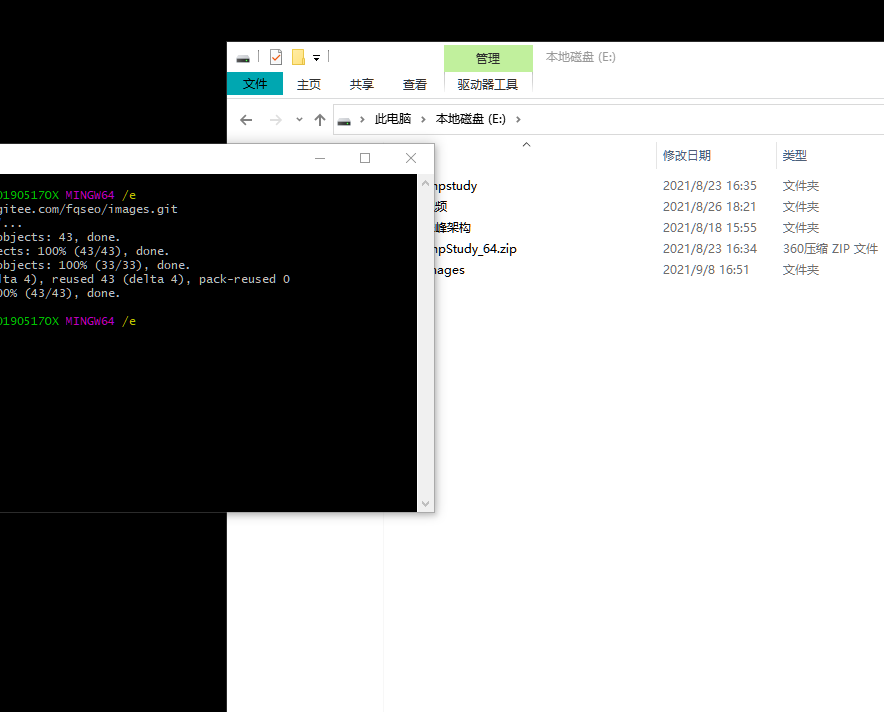 管理
本地磁盘 (E:)
文件
主页
共享
查看
驱动器工具
此电脑
本地磁盘 (E:)
修改日期
类型
npstudy
2021/8/23 16:35
文件夹
频
2021/8/26 18:21
文件夹
峰架构
2021/8/18 15:55
文件夹
npStudy_64.zip
2021/8/23 16:34
360压缩 ZIP 文件
nages
2021/9/8 16:51
文件夹
01905170X MINGW64 /e
gitee.com/fqseo/images.git
'...
objects: 43, done.
ects: 100% (43/43), done.
objects: 100% (33/33), done.
lta 4), reused 43 (delta 4), pack-reused 0
00% (43/43), done.
01905170X MINGW64 /e